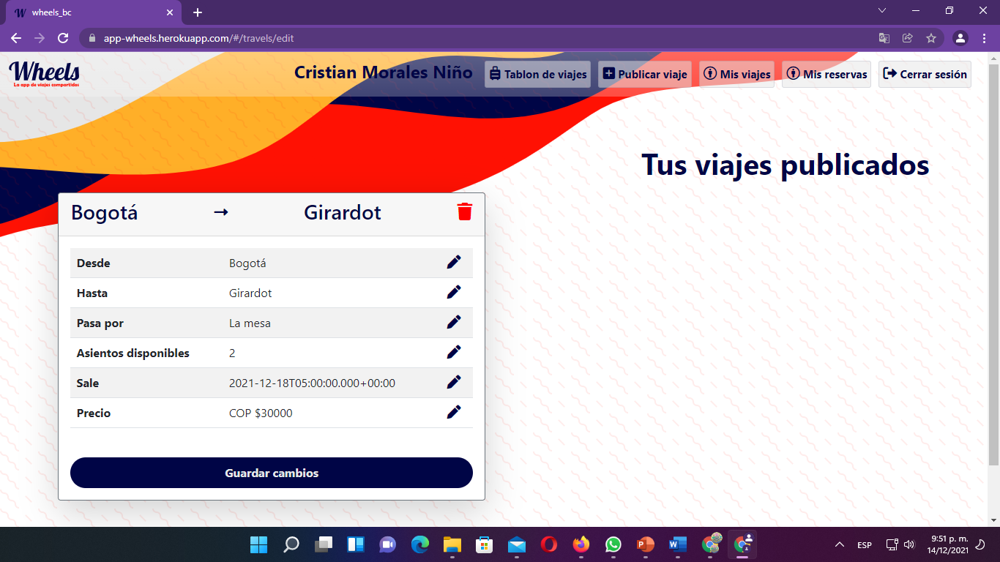 wheels_bc
app-wheels.herokuapp.com/#/travels/edit
Wheels
La app de viajes compartidos
Cristian Morales Niño
Tablon de viajes
Publicar viaje
Mis viajes
Mis reservas
Cerrar sesión
Tus viajes publicados
Bogotá → Girardot
Desde Bogotá
Hasta Girardot
Pasa por La mesa
Asientos disponibles 2
Sale 2021-12-18T05:00:00.000+00:00
Precio COP $30000
Guardar cambios
ESP
9:51 p. m.
14/12/2021